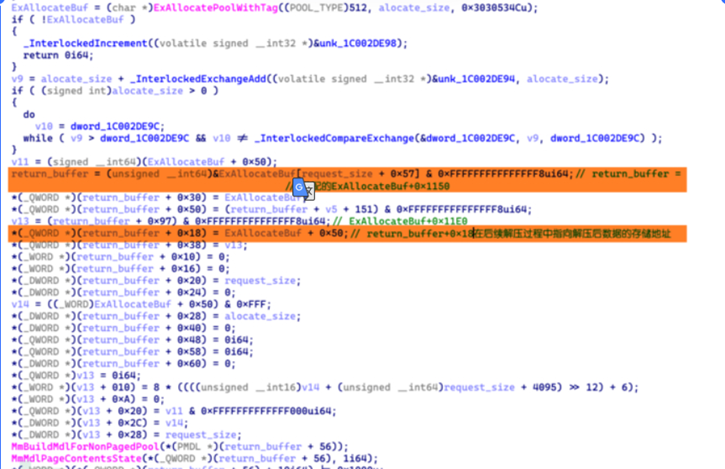 ExAllocateBuf = (char *)ExAllocatePoolWithTag((POOL_TYPE)512, alocate_size, 0x3030534Cu);
if ( !ExAllocateBuf )
{
_InterlockedIncrement((volatile signed __int32 *)&unk_1C002DE98);
return 0i64;
}
v9 = alocate_size + _InterlockedExchangeAdd((volatile signed __int32 *)&unk_1C002DE94, alocate_size);
if ( (signed int)alocate_size > 0 )
{
do
v10 = dword_1C002DE9C;
while ( v9 > dword_1C002DE9C && v10 ≠ _InterlockedCompareExchange(&dword_1C002DE9C, v9, dword_1C002DE9C) );
}
v11 = (signed __int64)(ExAllocateBuf + 0x50);
return_buffer = (unsigned __int64)&ExAllocateBuf[request_size + 0x57] & 0xFFFFFFFFFFFFFFF8ui64;// return_buffer =
// 配的ExAllocateBuf+0x1150
*(_QWORD *)(return_buffer + 0x30) = ExAllocateBuf;
*(_QWORD *)(return_buffer + 0x50) = (return_buffer + v5 + 151) & 0xFFFFFFFFFFFFFFF8ui64;
v13 = (return_buffer + 0x97) & 0xFFFFFFFFFFFFFFF8ui64;// ExAllocateBuf+0x11E0
*(_QWORD *)(return_buffer + 0x18) = ExAllocateBuf + 0x50;// return_buffer+0x18在后续解压过程中指向解压后数据的存储地址
*(_QWORD *)(return_buffer + 0x38) = v13;
*(_WORD *)(return_buffer + 0x10) = 0;
*(_WORD *)(return_buffer + 0x16) = 0;
*(_DWORD *)(return_buffer + 0x20) = request_size;
*(_DWORD *)(return_buffer + 0x24) = 0;
v14 = ((_WORD)ExAllocateBuf + 0x50) & 0xFFF;
*(_DWORD *)(return_buffer + 0x28) = alocate_size;
*(_DWORD *)(return_buffer + 0x40) = 0;
*(_QWORD *)(return_buffer + 0x48) = 0i64;
*(_QWORD *)(return_buffer + 0x58) = 0i64;
*(_DWORD *)(return_buffer + 0x60) = 0;
*(_QWORD *)v13 = 0i64;
*(_WORD *)(v13 + 010) = 8 * ((((unsigned __int16)v14 + (unsigned __int64)request_size + 4095) >> 12) + 6);
*(_WORD *)(v13 + 0xA) = 0;
*(_QWORD *)(v13 + 0x20) = v11 & 0xFFFFFFFFFFFFF000ui64;
*(_DWORD *)(v13 + 0x2C) = v14;
*(_DWORD *)(v13 + 0x28) = request_size;
MmBuildMdlForNonPagedPool(*(PMDL *)(return_buffer + 56));
MmMdlPageContentsState(*(_QWORD *)(return_buffer + 56), 1i64);